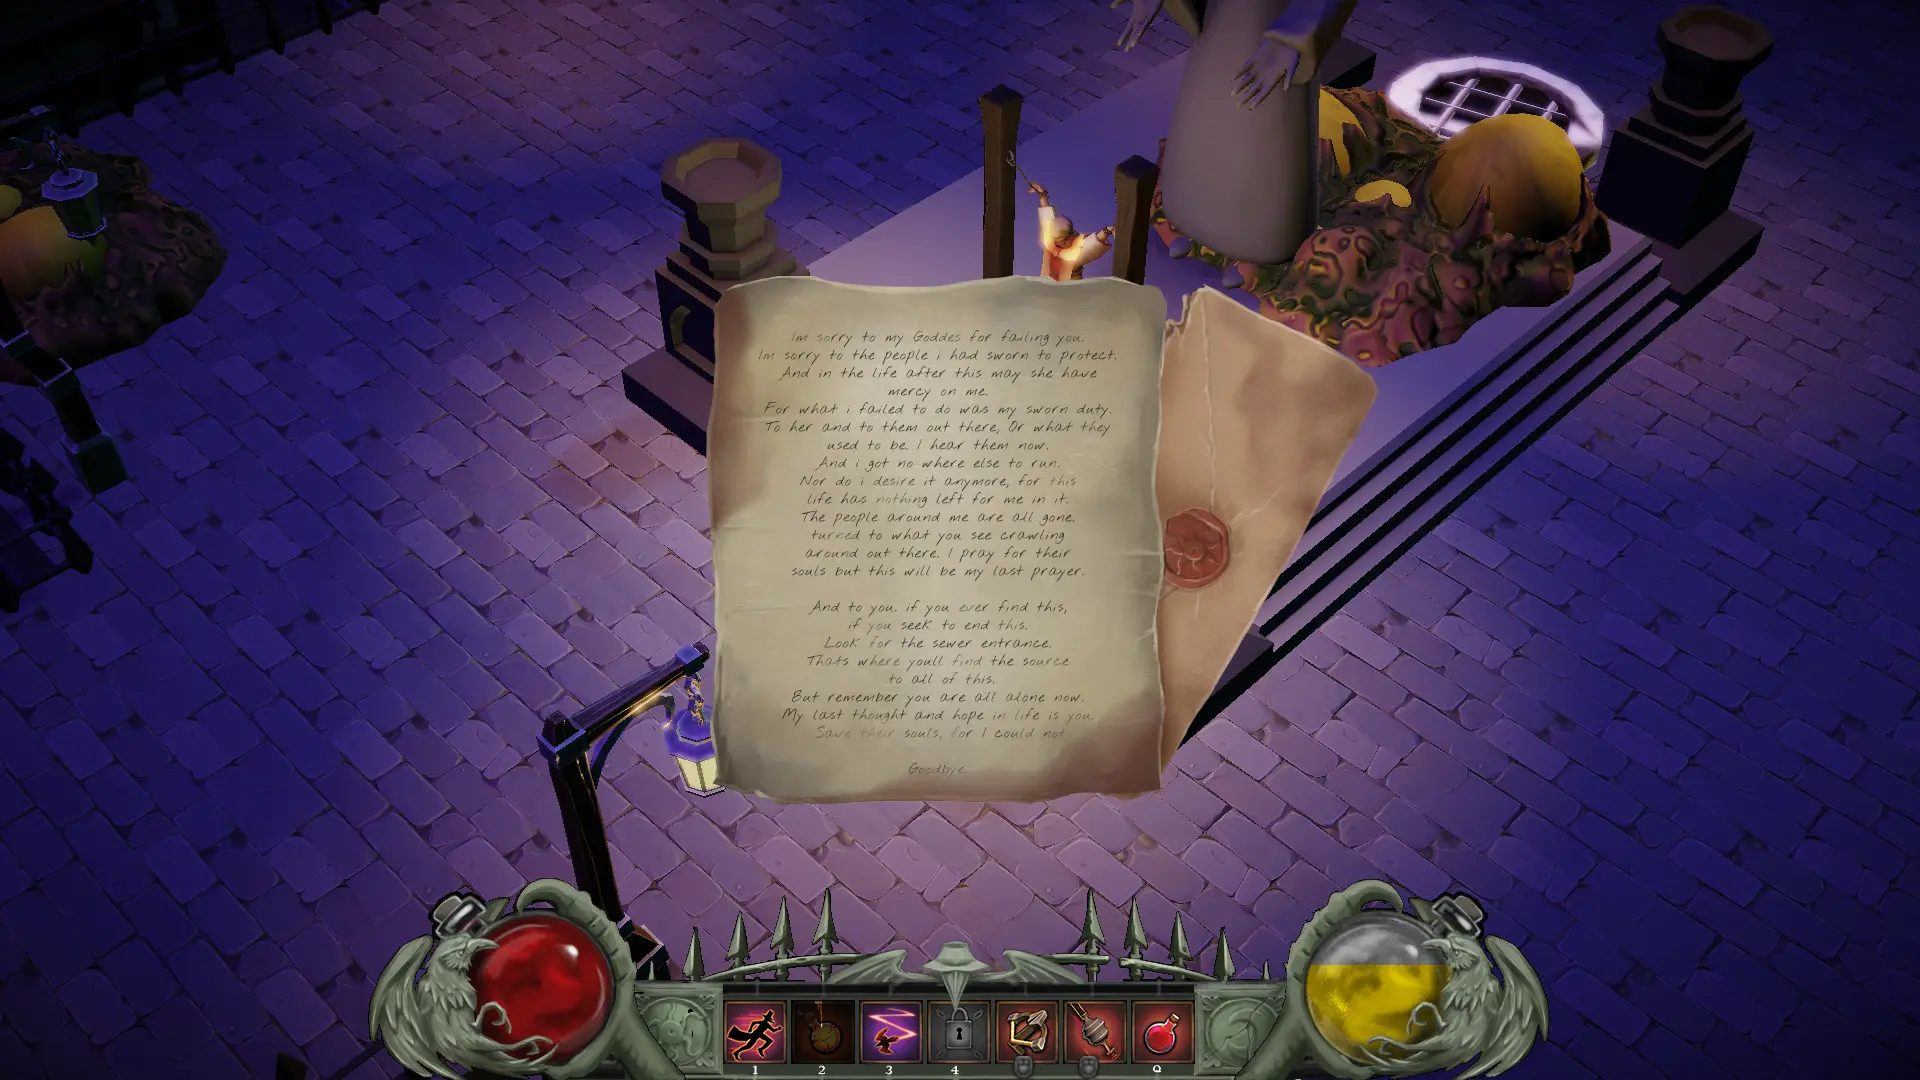 Im sorry to my Goddes for failing you.
Im sorry to the people i had sworn to protect.
And in the life after this may she have
mercy on me.
For what i failed to do was my sworn duty.
To her and to them out there, Or what they
used to be. I hear them now.
And i got no where else to run.
Nor do i desire it anymore, for this
life has nothing left for me in it.
The people around me are all gone.
turned to what you see crawling
around out there. I pray for their
souls but this will be my last prayer.
And to you. if you ever find this,
if you seek to end this.
Look for the sewer entrance.
Thats where youll find the source
to all of this.
But remember you are all alone now.
My last thought and hope in life is you.
Save their souls, for I could not
Goodbye.
1 2 3 4 Q